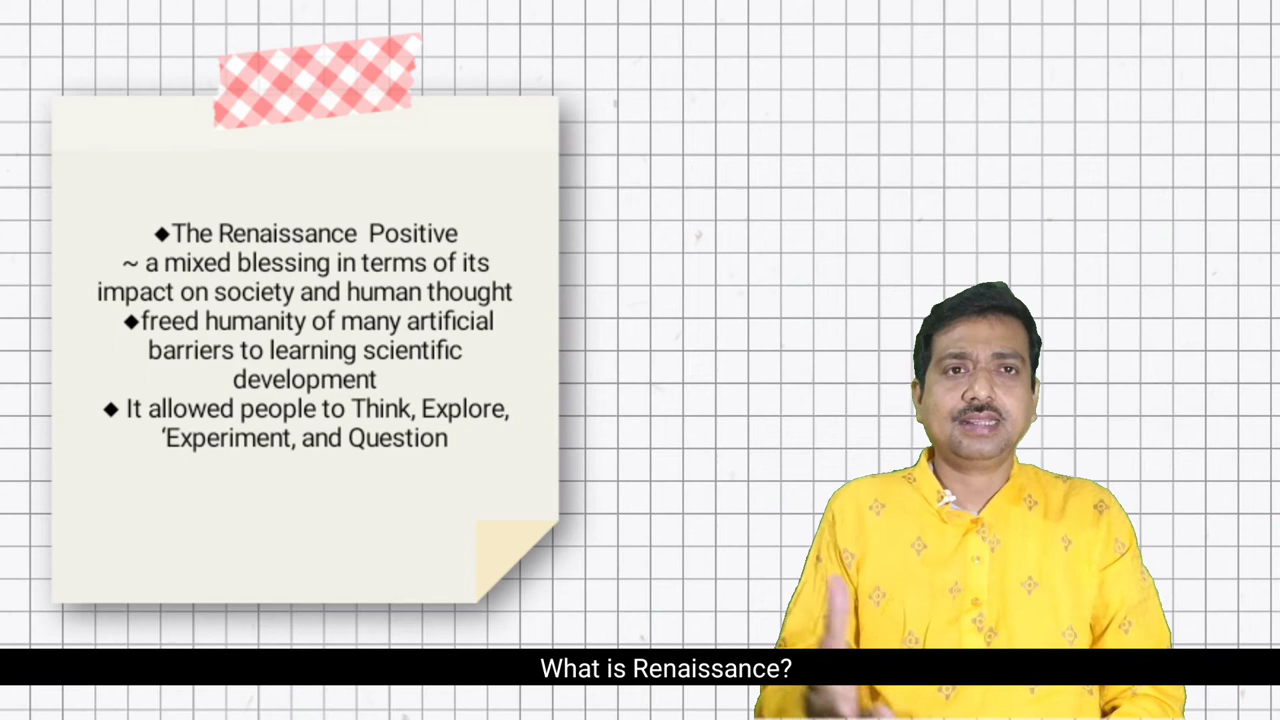 ◆The Renaissance Positive
~ a mixed blessing in terms of its
impact on society and human thought
◆freed humanity of many artificial
barriers to learning scientific
development
◆ It allowed people to Think, Explore,
‘Experiment, and Question
What is Renaissance?